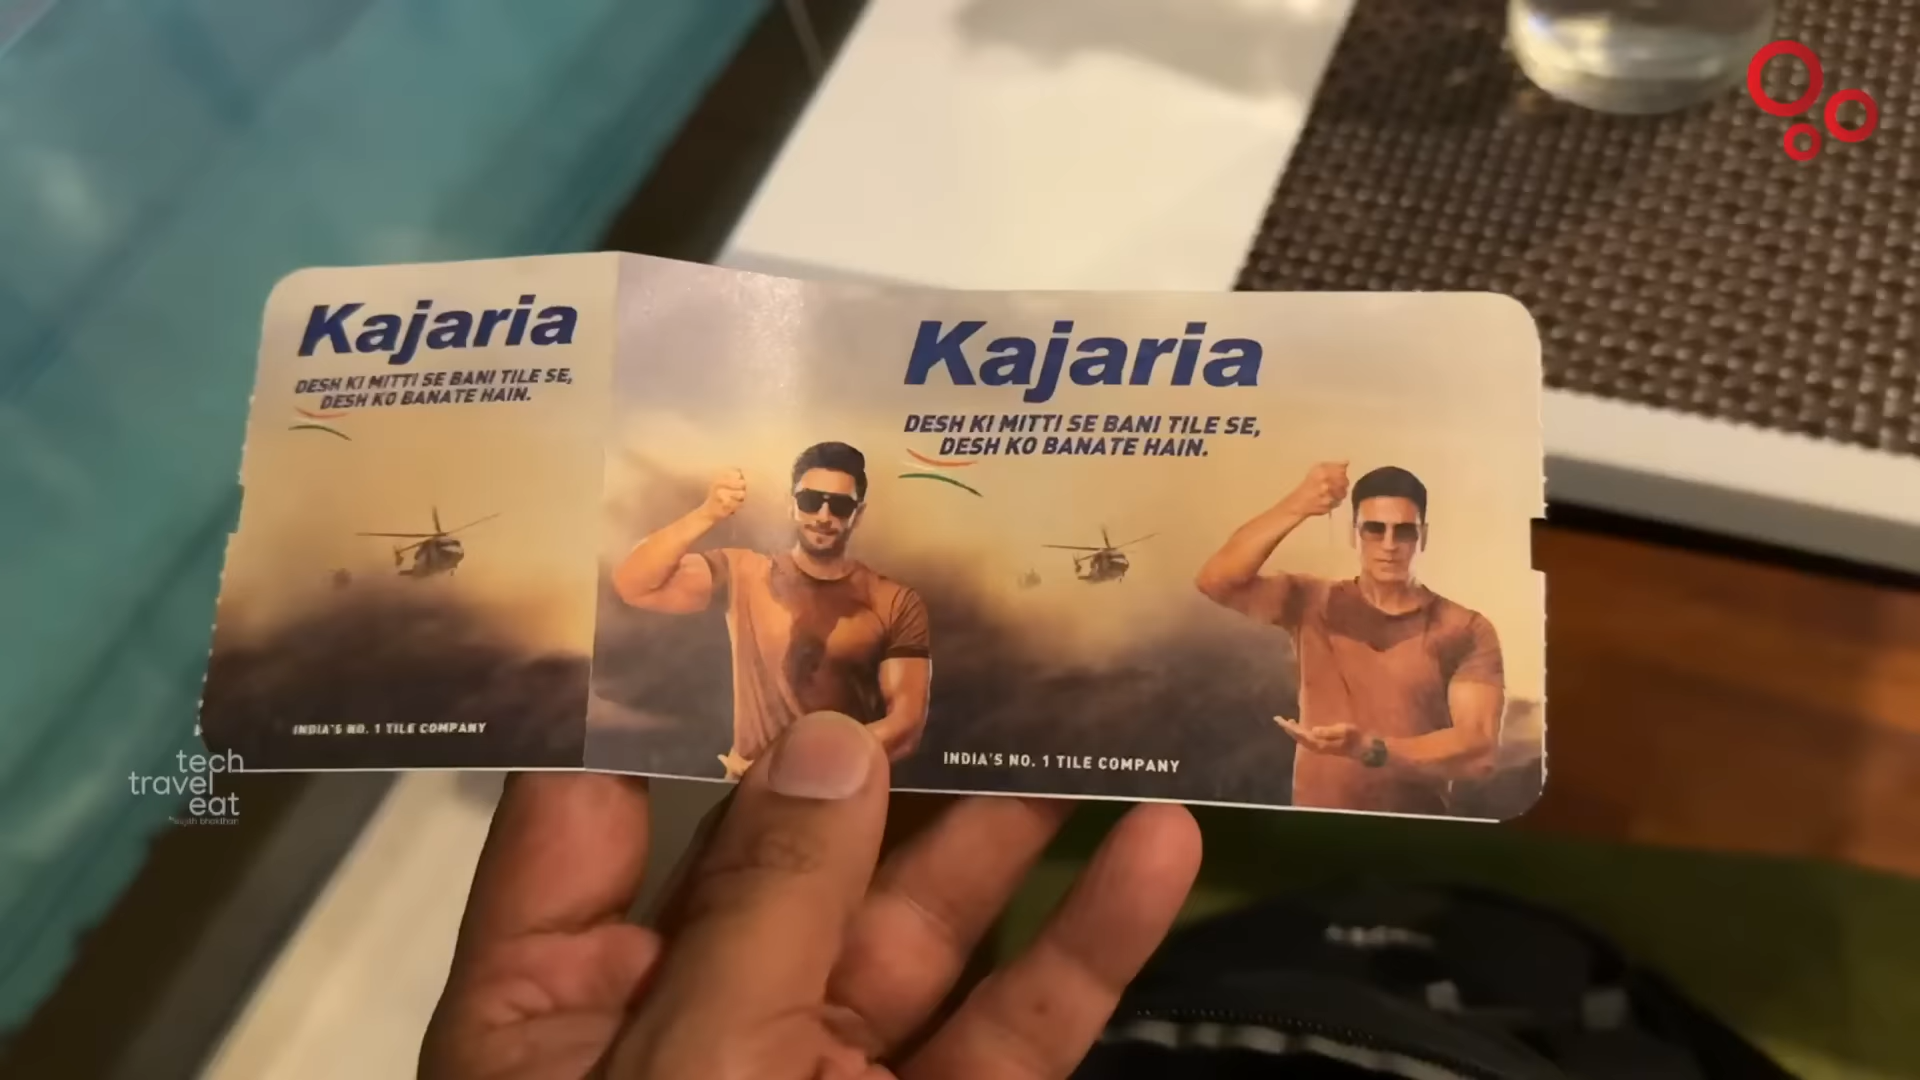 Kajaria
DESH KI MITTI SE BANI TILE SE,
DESH KO BANATE HAIN.
INDIA'S NO. 1 TILE COMPANY
Kajaria
DESH KI MITTI SE BANI TILE SE,
DESH KO BANATE HAIN.
INDIA'S NO. 1 TILE COMPANY
tech
travel
eat